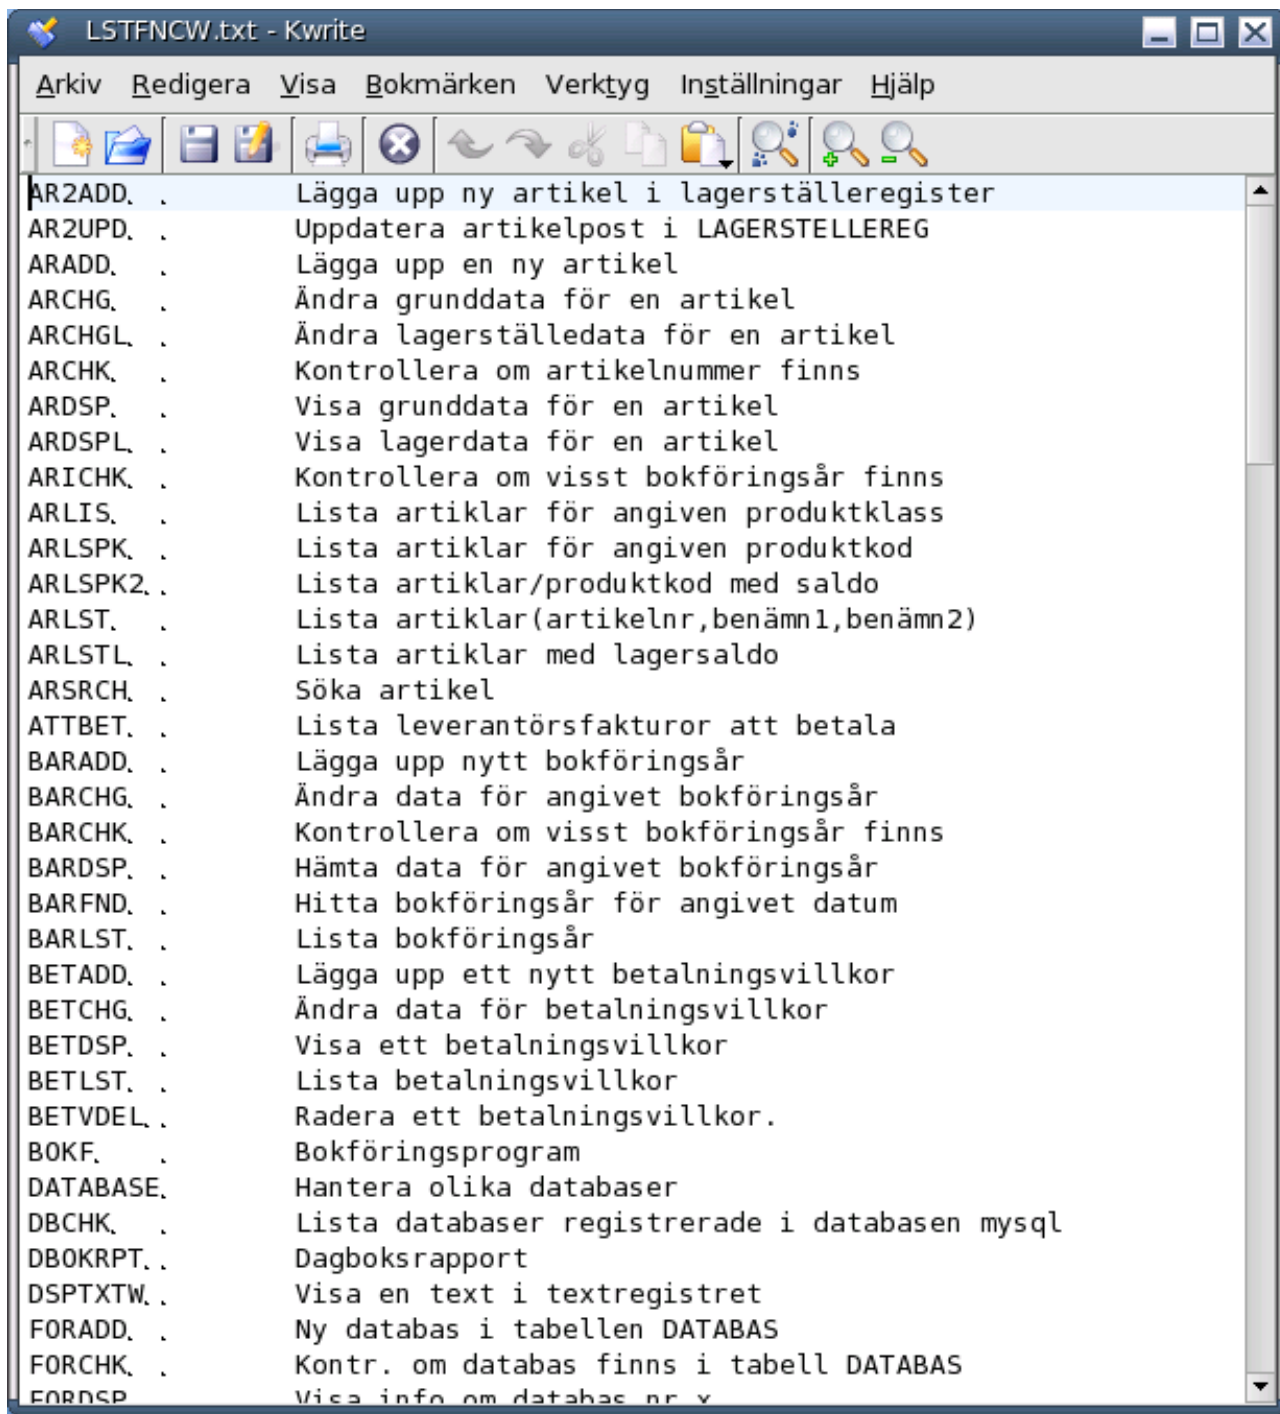 LSTFNCW.txt - Kwrite
Arkiv Redigera Visa Bokmärken Verktyg Inställningar Hjälp
AR2ADD. . Lägga upp ny artikel i lagerställeregister
AR2UPD. . Uppdatera artikelpost i LAGERSTELLEREG
ARADD. . Lägga upp en ny artikel
ARCHG. . Ändra grunddata för en artikel
ARCHGL. . Ändra lagerställedata för en artikel
ARCHK. . Kontrollera om artikelnummer finns
ARDSP. . Visa grunddata för en artikel
ARDSPL. . Visa lagerdata för en artikel
ARICHK. . Kontrollera om visst bokföringsår finns
ARLIS. . Lista artiklar för angiven produktklass
ARLSPK. . Lista artiklar för angiven produktkod
ARLSPK2. . Lista artiklar/produktkod med saldo
ARLST. . Lista artiklar(artikelnr,benämn1,benämn2)
ARLSTL. . Lista artiklar med lagersaldo
ARSRCH. . Söka artikel
ATTBET. . Lista leverantörsfakturor att betala
BARADD. . Lägga upp nytt bokföringsår
BARCHG. . Ändra data för angivet bokföringsår
BARCHK. . Kontrollera om visst bokföringsår finns
BARDSP. . Hämta data för angivet bokföringsår
BARFND. . Hitta bokföringsår för angivet datum
BARLST. . Lista bokföringsår
BETADD. . Lägga upp ett nytt betalningsvillkor
BETCHG. . Ändra data för betalningsvillkor
BETDSP. . Visa ett betalningsvillkor
BETLST. . Lista betalningsvillkor
BETVDEL. . Radera ett betalningsvillkor.
BOKF. . Bokföringsprogram
DATABASE. Hantera olika databaser
DBCHK. . Lista databaser registrerade i databasen mysql
DBOKRPT. . Dagboksrapport
DSPTXTW. . Visa en text i textregistret
FORADD. . Ny databas i tabellen DATABAS
FORCHK. . Kontr. om databas finns i tabell DATABAS
FORDSP Visa info om databas nr x